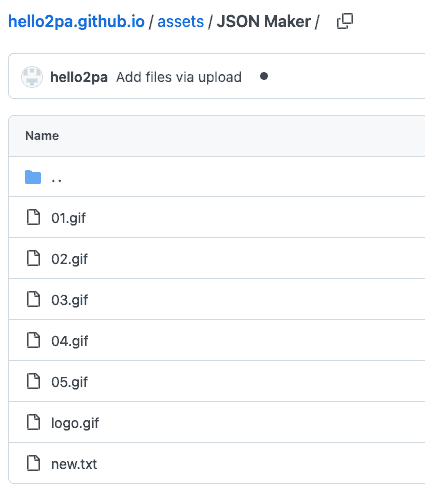 hello2pa.github.io / assets / JSON Maker /
hello2pa Add files via upload
Name
..
01.gif
02.gif
03.gif
04.gif
05.gif
logo.gif
new.txt